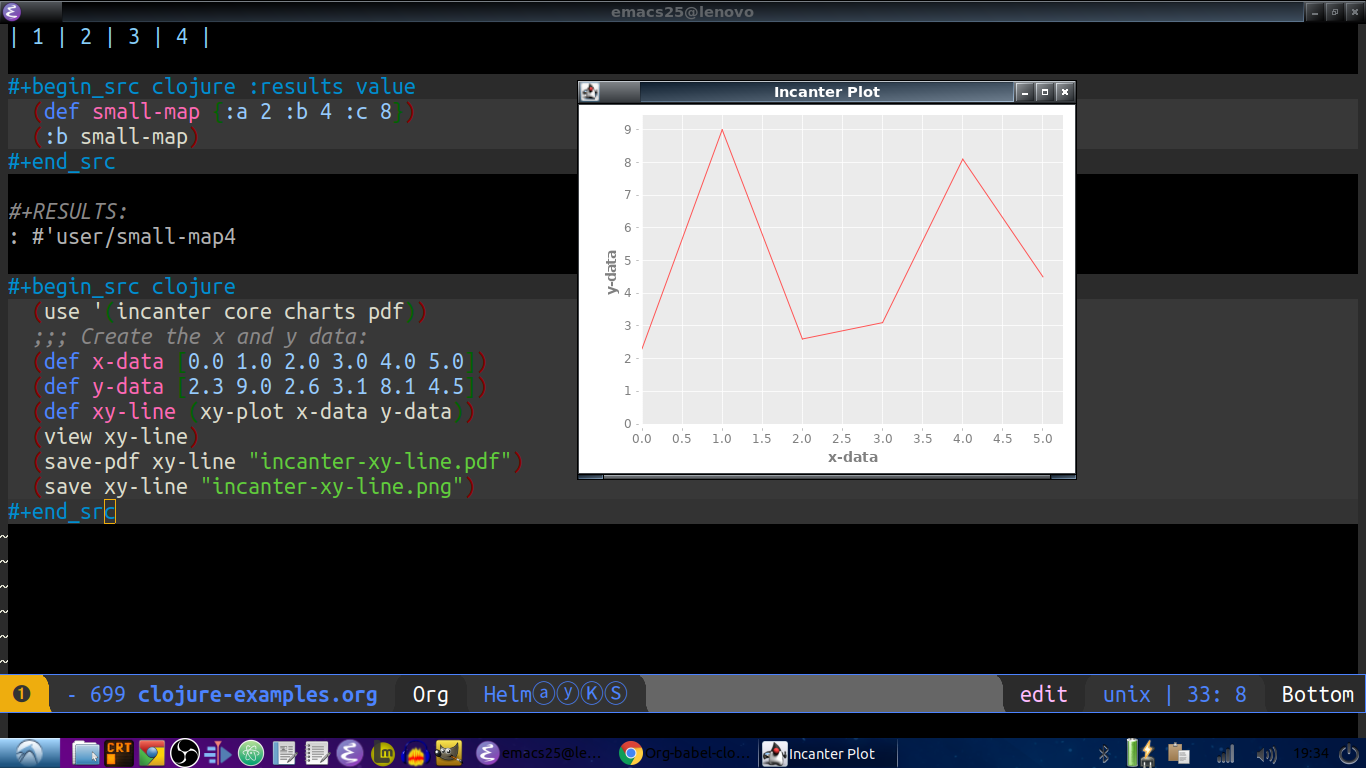 emacs25@lenovo
| 1 | 2 | 3 | 4 |
#+begin_src clojure :results value
(def small-map {:a 2 :b 4 :c 8})
(:b small-map)
#+end_src
#+RESULTS:
: #'user/small-map4
#+begin_src clojure
(use '(incanter core charts pdf))
;;; Create the x and y data:
(def x-data [0.0 1.0 2.0 3.0 4.0 5.0])
(def y-data [2.3 9.0 2.6 3.1 8.1 4.5])
(def xy-line (xy-plot x-data y-data))
(view xy-line)
(save-pdf xy-line "incanter-xy-line.pdf")
(save xy-line "incanter-xy-line.png")
#+end_src
~
~
~
~
~
~
Incanter Plot
9
8
7
6
5
4
3
2
1
0
y-data
0.0 0.5 1.0 1.5 2.0 2.5 3.0 3.5 4.0 4.5 5.0
x-data
❶ - 699 clojure-examples.org Org Helmⓐⓨⓚⓢ edit unix | 33: 8 Bottom
CRT emacs25@le... Org-babel-clo... Incanter Plot 19:34